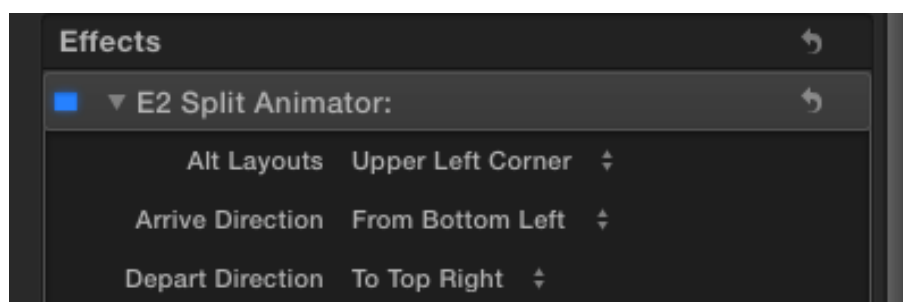 Effects
E2 Split Animator:
Alt Layouts Upper Left Corner
Arrive Direction From Bottom Left
Depart Direction To Top Right